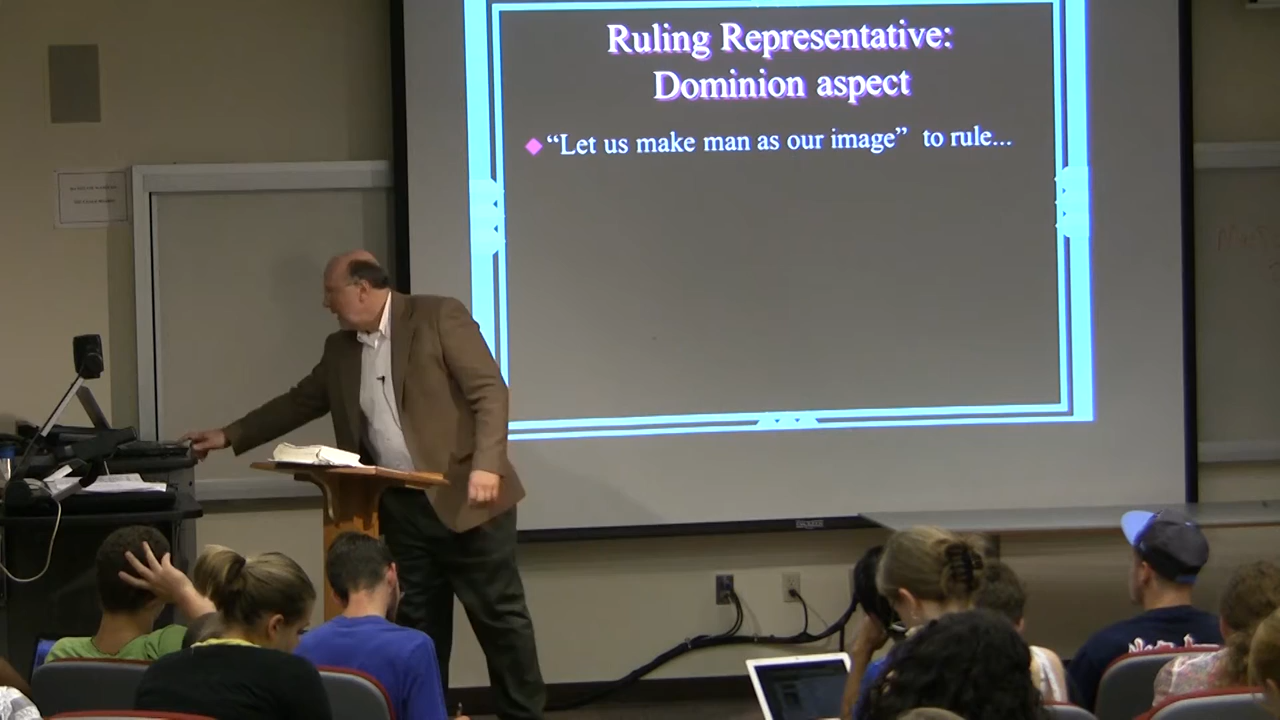 Ruling Representative:
Dominion aspect
“Let us make man as our image” to rule...